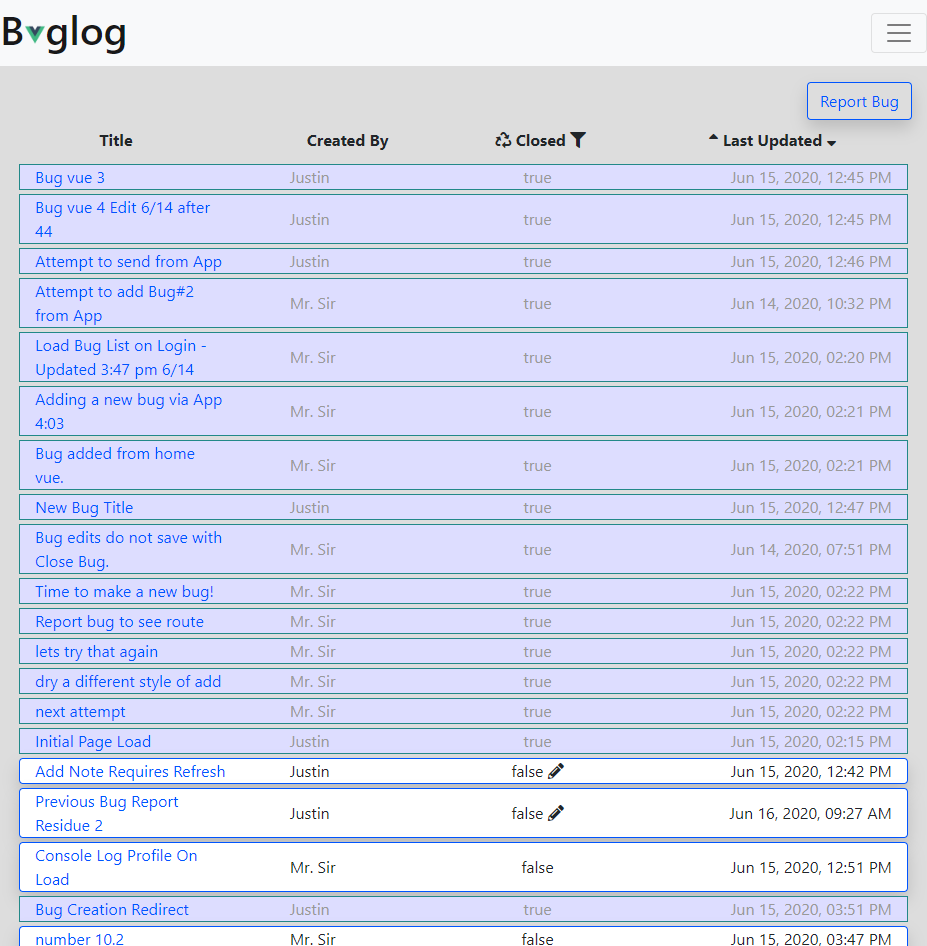 Buglog
Report Bug
Title Created By Closed Last Updated
Bug vue 3 Justin true Jun 15, 2020, 12:45 PM
Bug vue 4 Edit 6/14 after
44 Justin true Jun 15, 2020, 12:45 PM
Attempt to send from App Justin true Jun 15, 2020, 12:46 PM
Attempt to add Bug#2
from App Mr. Sir true Jun 14, 2020, 10:32 PM
Load Bug List on Login -
Updated 3:47 pm 6/14 Mr. Sir true Jun 15, 2020, 02:20 PM
Adding a new bug via App
4:03 Mr. Sir true Jun 15, 2020, 02:21 PM
Bug added from home
vue. Mr. Sir true Jun 15, 2020, 02:21 PM
New Bug Title Justin true Jun 15, 2020, 12:47 PM
Bug edits do not save with
Close Bug. Mr. Sir true Jun 14, 2020, 07:51 PM
Time to make a new bug! Mr. Sir true Jun 15, 2020, 02:22 PM
Report bug to see route Mr. Sir true Jun 15, 2020, 02:22 PM
lets try that again Mr. Sir true Jun 15, 2020, 02:22 PM
dry a different style of add Mr. Sir true Jun 15, 2020, 02:22 PM
next attempt Mr. Sir true Jun 15, 2020, 02:22 PM
Initial Page Load Justin true Jun 15, 2020, 02:15 PM
Add Note Requires Refresh Justin false Jun 15, 2020, 12:42 PM
Previous Bug Report
Residue 2 Justin false Jun 16, 2020, 09:27 AM
Console Log Profile On
Load Mr. Sir false Jun 15, 2020, 12:51 PM
Bug Creation Redirect Justin true Jun 15, 2020, 03:51 PM
number 10.2 Mr. Sir false Jun 15, 2020, 03:47 PM